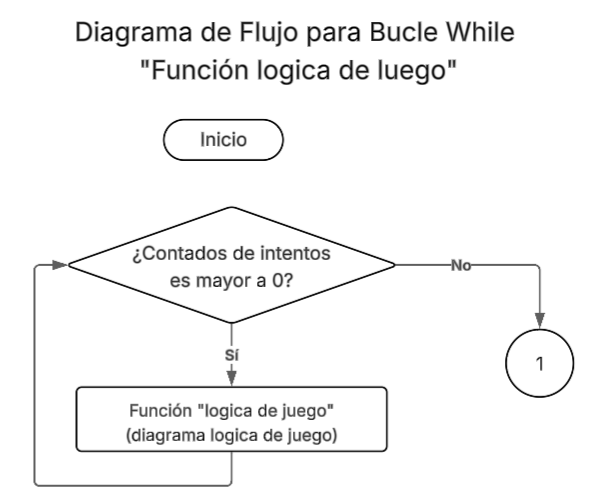 Diagrama de Flujo para Bucle While
"Función logica de luego"
Inicio
¿Contados de intentos
es mayor a 0?
No
1
Sí
Función "logica de juego"
(diagrama logica de juego)